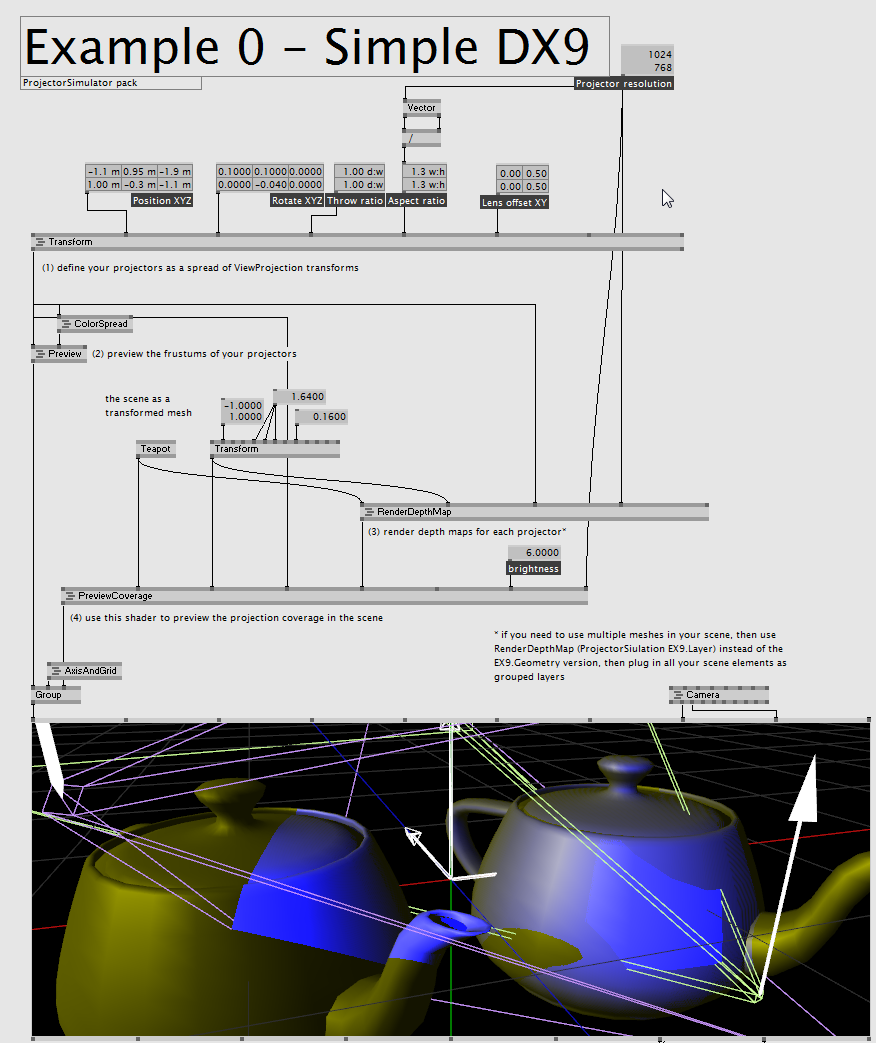 Example 0 – Simple DX9
ProjectorSimulator pack
1024
768
Projector resolution
Vector
/
-1.1 m 0.95 m -1.9 m
1.00 m -0.3 m -1.1 m
Position XYZ
0.1000 0.1000 0.0000
0.0000 -0.040 0.0000
Rotate XYZ
1.00 d:w
1.00 d:w
Throw ratio
1.3 w:h
1.3 w:h
Aspect ratio
0.00 0.50
0.00 0.50
Lens offset XY
Transform
(1) define your projectors as a spread of ViewProjection transforms
ColorSpread
Preview
(2) preview the frustums of your projectors
the scene as a
transformed mesh
-1.0000
1.0000
1.6400
0.1600
Teapot
Transform
RenderDepthMap
(3) render depth maps for each projector*
6.0000
brightness
PreviewCoverage
(4) use this shader to preview the projection coverage in the scene
* if you need to use multiple meshes in your scene, then use
RenderDepthMap (ProjectorSiulation EX9.Layer) instead of the
EX9.Geometry version, then plug in all your scene elements as
grouped layers
AxisAndGrid
Group
Camera